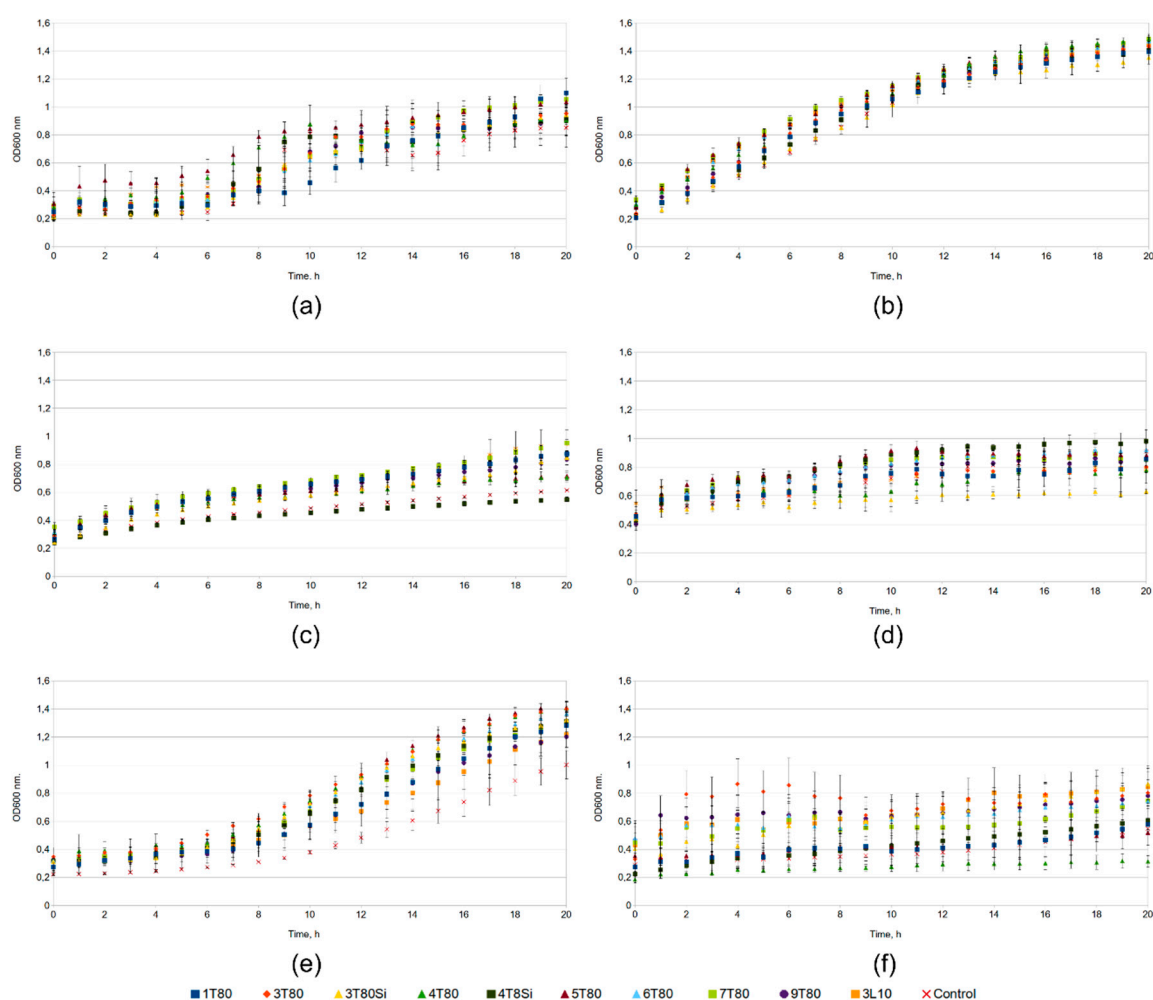 1,6
1,4
1,2
1
0,8
0,6
0,4
0,2
0
OD600 nm
0 2 4 6 8 10 12 14 16 18 20
Time. h
(a)
1,6
1,4
1,2
1
0,8
0,6
0,4
0,2
0
OD600 nm
0 2 4 6 8 10 12 14 16 18 20
Time, h
(b)
1,6
1,4
1,2
1
0,8
0,6
0,4
0,2
0
OD600 nm
0 2 4 6 8 10 12 14 16 18 20
Time, h
(c)
1,6
1,4
1,2
1
0,8
0,6
0,4
0,2
0
OD600 nm
0 2 4 6 8 10 12 14 16 18 20
Time, h
(d)
1,6
1,4
1,2
1
0,8
0,6
0,4
0,2
0
OD600 nm.
0 2 4 6 8 10 12 14 16 18 20
Time, h
(e)
1,6
1,4
1,2
1
0,8
0,6
0,4
0,2
0
OD600 nm
0 2 4 6 8 10 12 14 16 18 20
Time, h
(f)
1T80 3T80 3T80Si 4T80 4T8Si 5T80 6T80 7T80 9T80 3L10 Control